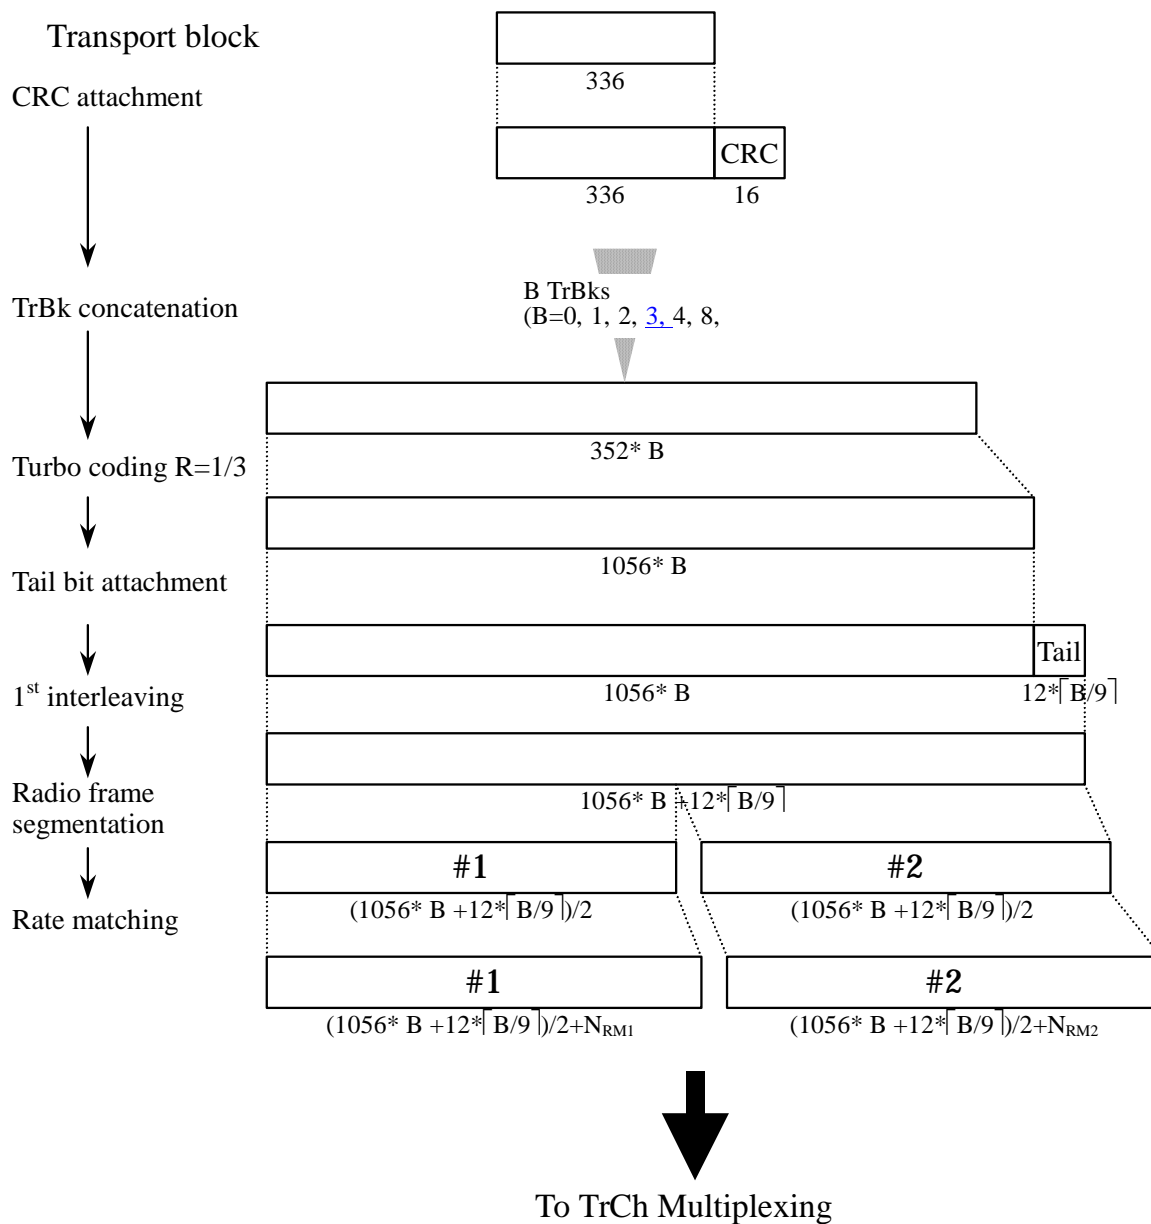 Transport block
336
CRC attachment
CRC
336 16
TrBk concatenation
B TrBks
(B=0, 1, 2, 3, 4, 8,
352* B
Turbo coding R=1/3
1056* B
Tail bit attachment
Tail
1056* B 12*⌈B/9⌉
1st interleaving
1056* B +12*⌈B/9⌉
Radio frame
segmentation
#1 #2
(1056* B +12*⌈B/9⌉)/2 (1056* B +12*⌈B/9⌉)/2
Rate matching
#1 #2
(1056* B +12*⌈B/9⌉)/2+NRM1 (1056* B +12*⌈B/9⌉)/2+NRM2
To TrCh Multiplexing